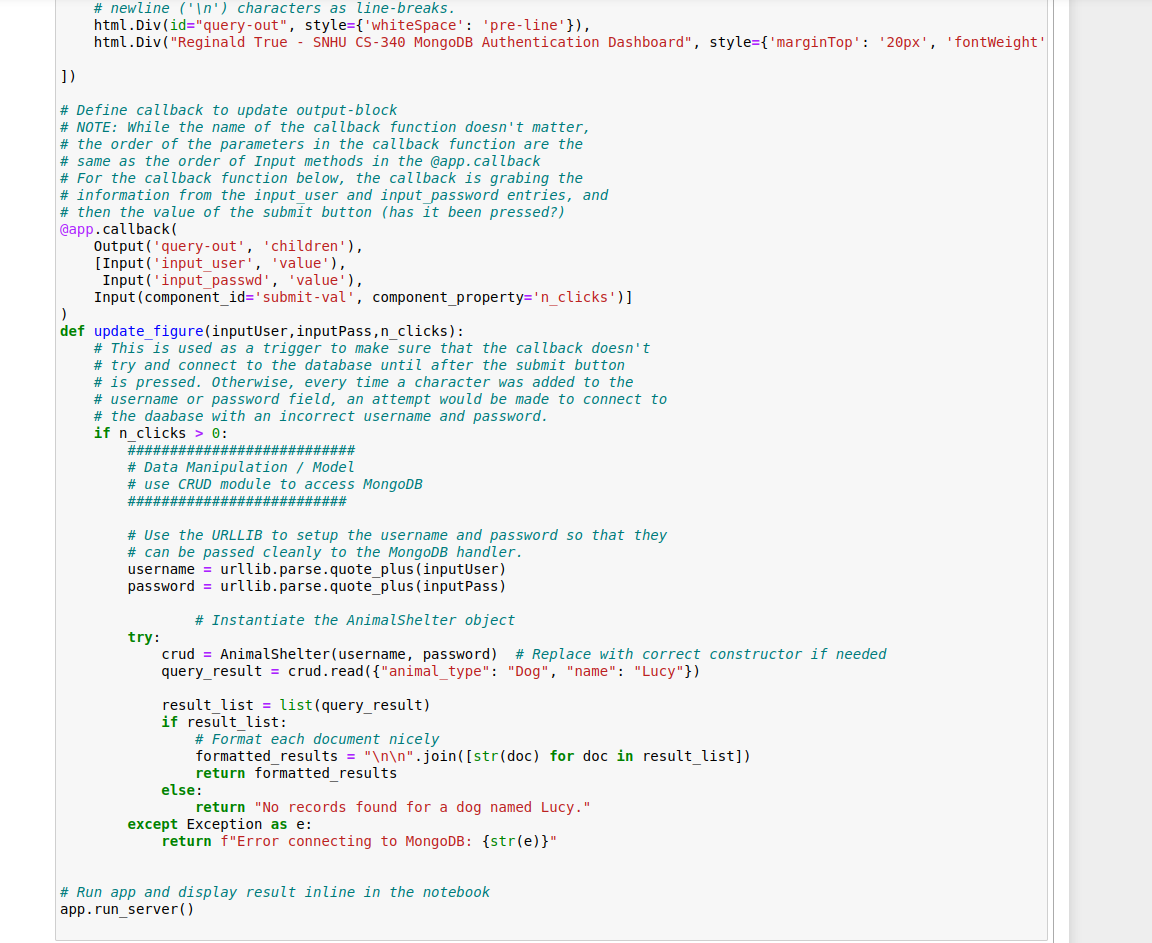 # newline ('\n') characters as line-breaks.
    html.Div(id="query-out", style={'whiteSpace': 'pre-line'}),
    html.Div("Reginald True - SNHU CS-340 MongoDB Authentication Dashboard", style={'marginTop': '20px', 'fontWeight'

])

# Define callback to update output-block
# NOTE: While the name of the callback function doesn't matter,
# the order of the parameters in the callback function are the
# same as the order of Input methods in the @app.callback
# For the callback function below, the callback is grabing the
# information from the input_user and input_password entries, and
# then the value of the submit button (has it been pressed?)
@app.callback(
    Output('query-out', 'children'),
    [Input('input_user', 'value'),
     Input('input_passwd', 'value'),
    Input(component_id='submit-val', component_property='n_clicks')]
)
def update_figure(inputUser,inputPass,n_clicks):
    # This is used as a trigger to make sure that the callback doesn't
    # try and connect to the database until after the submit button
    # is pressed. Otherwise, every time a character was added to the
    # username or password field, an attempt would be made to connect to
    # the daabase with an incorrect username and password.
    if n_clicks > 0:
        ###########################
        # Data Manipulation / Model
        # use CRUD module to access MongoDB
        ##########################

        # Use the URLLIB to setup the username and password so that they
        # can be passed cleanly to the MongoDB handler.
        username = urllib.parse.quote_plus(inputUser)
        password = urllib.parse.quote_plus(inputPass)

                # Instantiate the AnimalShelter object
        try:
            crud = AnimalShelter(username, password)  # Replace with correct constructor if needed
            query_result = crud.read({"animal_type": "Dog", "name": "Lucy"})

            result_list = list(query_result)
            if result_list:
                # Format each document nicely
                formatted_results = "\n\n".join([str(doc) for doc in result_list])
                return formatted_results
            else:
                return "No records found for a dog named Lucy."
        except Exception as e:
            return f"Error connecting to MongoDB: {str(e)}"


# Run app and display result inline in the notebook
app.run_server()